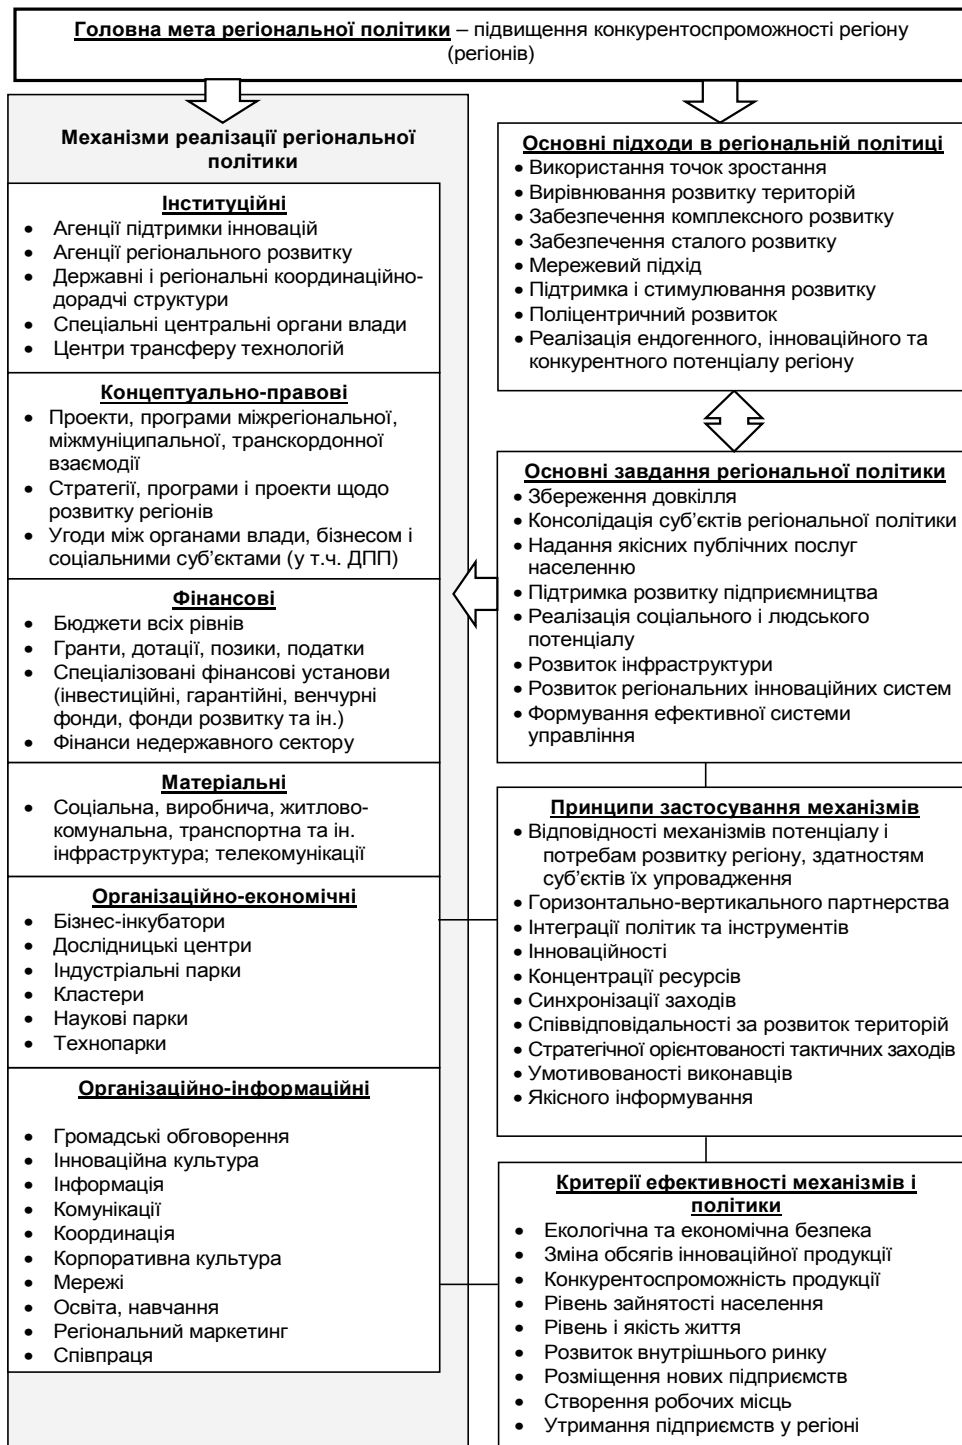 Головна мета регіональної політики – підвищення конкурентоспроможності регіону
(регіонів)
Механізми реалізації регіональної
політики
Інституційні
• Агенції підтримки інновацій
• Агенції регіонального розвитку
• Державні і регіональні координаційно-
дорадчі структури
• Спеціальні центральні органи влади
• Центри трансферу технологій
Концептуально-правові
• Проекти, програми міжрегіональної,
міжмуніципальної, транскордонної
взаємодії
• Стратегії, програми і проекти щодо
розвитку регіонів
• Угоди між органами влади, бізнесом і
соціальними суб’єктами (у т.ч. ДПП)
Фінансові
• Бюджети всіх рівнів
• Гранти, дотації, позики, податки
• Спеціалізовані фінансові установи
(інвестиційні, гарантійні, венчурні
фонди, фонди розвитку та ін.)
• Фінанси недержавного сектору
Матеріальні
• Соціальна, виробнича, житлово-
комунальна, транспортна та ін.
інфраструктура; телекомунікації
Організаційно-економічні
• Бізнес-інкубатори
• Дослідницькі центри
• Індустріальні парки
• Кластери
• Наукові парки
• Технопарки
Організаційно-інформаційні
• Громадські обговорення
• Інноваційна культура
• Інформація
• Комунікації
• Координація
• Корпоративна культура
• Мережі
• Освіта, навчання
• Регіональний маркетинг
• Співпраця
Основні підходи в регіональній політиці
• Використання точок зростання
• Вирівнювання розвитку територій
• Забезпечення комплексного розвитку
• Забезпечення сталого розвитку
• Мережевий підхід
• Підтримка і стимулювання розвитку
• Поліцентричний розвиток
• Реалізація ендогенного, інноваційного та
конкурентного потенціалу регіону
Основні завдання регіональної політики
• Збереження довкілля
• Консолідація суб’єктів регіональної політики
• Надання якісних публічних послуг
населенню
• Підтримка розвитку підприємництва
• Реалізація соціального і людського
потенціалу
• Розвиток інфраструктури
• Розвиток регіональних інноваційних систем
• Формування ефективної системи
управління
Принципи застосування механізмів
• Відповідності механізмів потенціалу і
потребам розвитку регіону, здатностям
суб’єктів їх упровадження
• Горизонтально-вертикального партнерства
• Інтеграції політик та інструментів
• Інноваційності
• Концентрації ресурсів
• Синхронізації заходів
• Співвідповідальності за розвиток територій
• Стратегічної орієнтованості тактичних заходів
• Умотивованості виконавців
• Якісного інформування
Критерії ефективності механізмів і
політики
• Екологічна та економічна безпека
• Зміна обсягів інноваційної продукції
• Конкурентоспроможність продукції
• Рівень зайнятості населення
• Рівень і якість життя
• Розвиток внутрішнього ринку
• Розміщення нових підприємств
• Створення робочих місць
• Утримання підприємств у регіоні